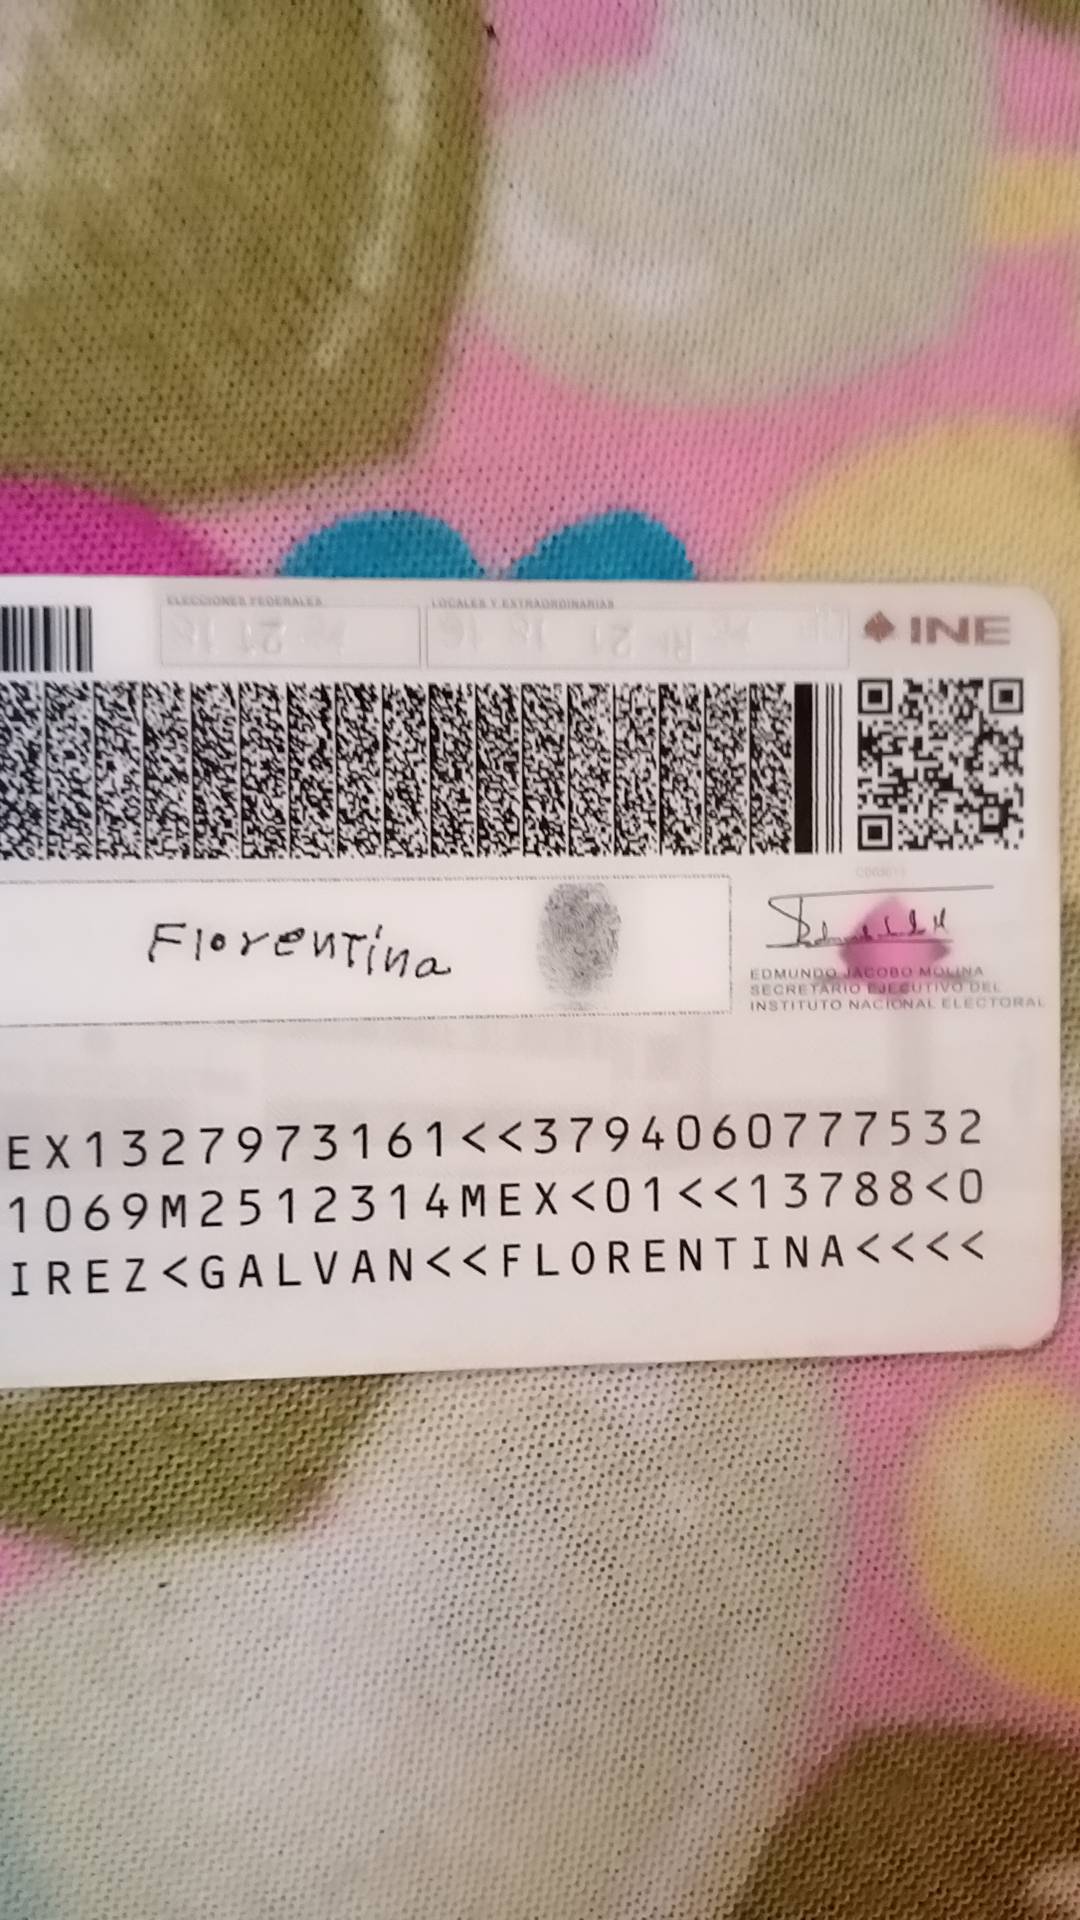 ELECCIONES FEDERALES LOCALES Y EXTRAORDINARIAS
INE
Florentina
EDMUNDO JACOBO MOLINA
SECRETARIO EJECUTIVO DEL
INSTITUTO NACIONAL ELECTORAL
EX1327973161<<3794060777532
1069M2512314MEX<01<<13788<0
IREZ<GALVAN<<FLORENTINA<<<<